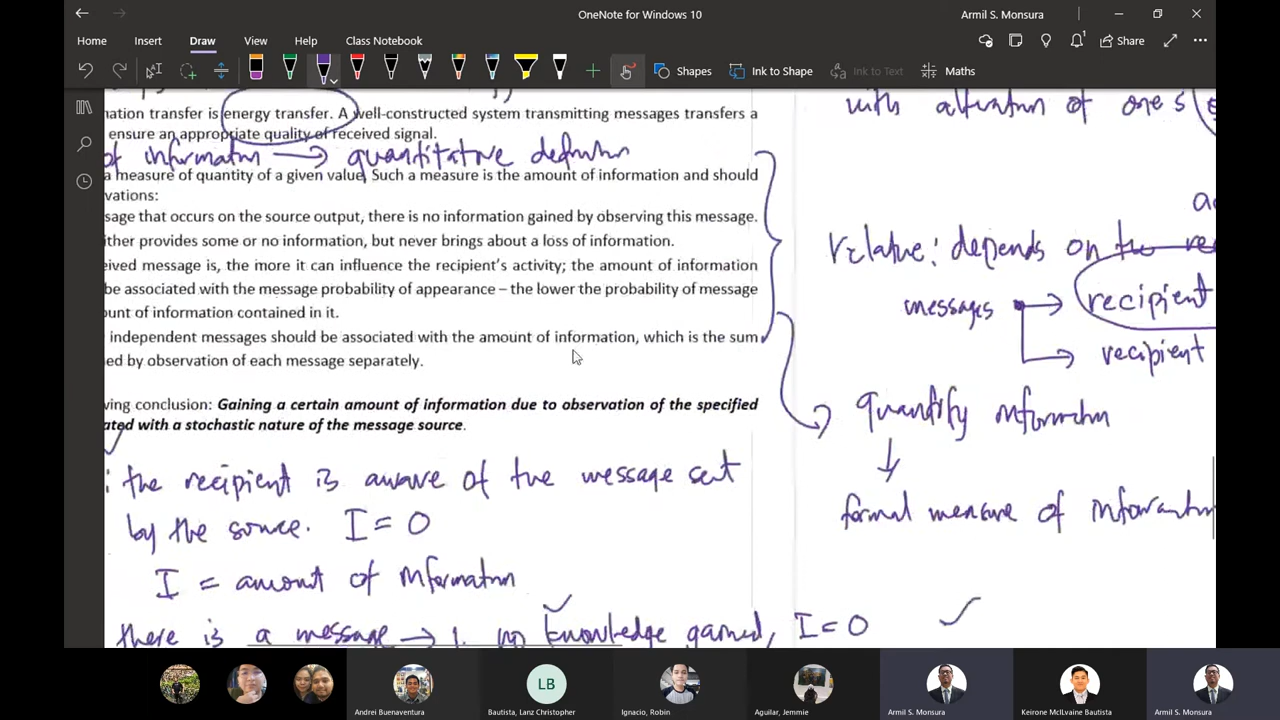 OneNote for Windows 10
Armil S. Monsura
Home Insert Draw View Help Class Notebook
Share
Shapes Ink to Shape Ink to Text Maths
nation transfer is energy transfer. A well-constructed system transmitting messages transfers a
ensure an appropriate quality of received signal.
of information → quantitative definition
a measure of quantity of a given value. Such a measure is the amount of information and should
vations:
sage that occurs on the source output, there is no information gained by observing this message.
ither provides some or no information, but never brings about a loss of information.
eived message is, the more it can influence the recipient's activity; the amount of information
be associated with the message probability of appearance – the lower the probability of message
ount of information contained in it.
independent messages should be associated with the amount of information, which is the sum
ed by observation of each message separately.
wing conclusion: Gaining a certain amount of information due to observation of the specified
ated with a stochastic nature of the message source.
: the recipient is aware of the message sent
by the source. I = 0
I = amount of information
there is a message → 1. no knowledge gained, I = 0
with alteration of one's
relative: depends on the re
messages → recipient
→ recipient
quantify information
↓
formal measure of information
Andrei Buenaventura
LB
Bautista, Lanz Christopher
Ignacio, Robin
Aguilar, Jemmie
Armil S. Monsura
Keirone McIlvaine Bautista
Armil S. Monsura